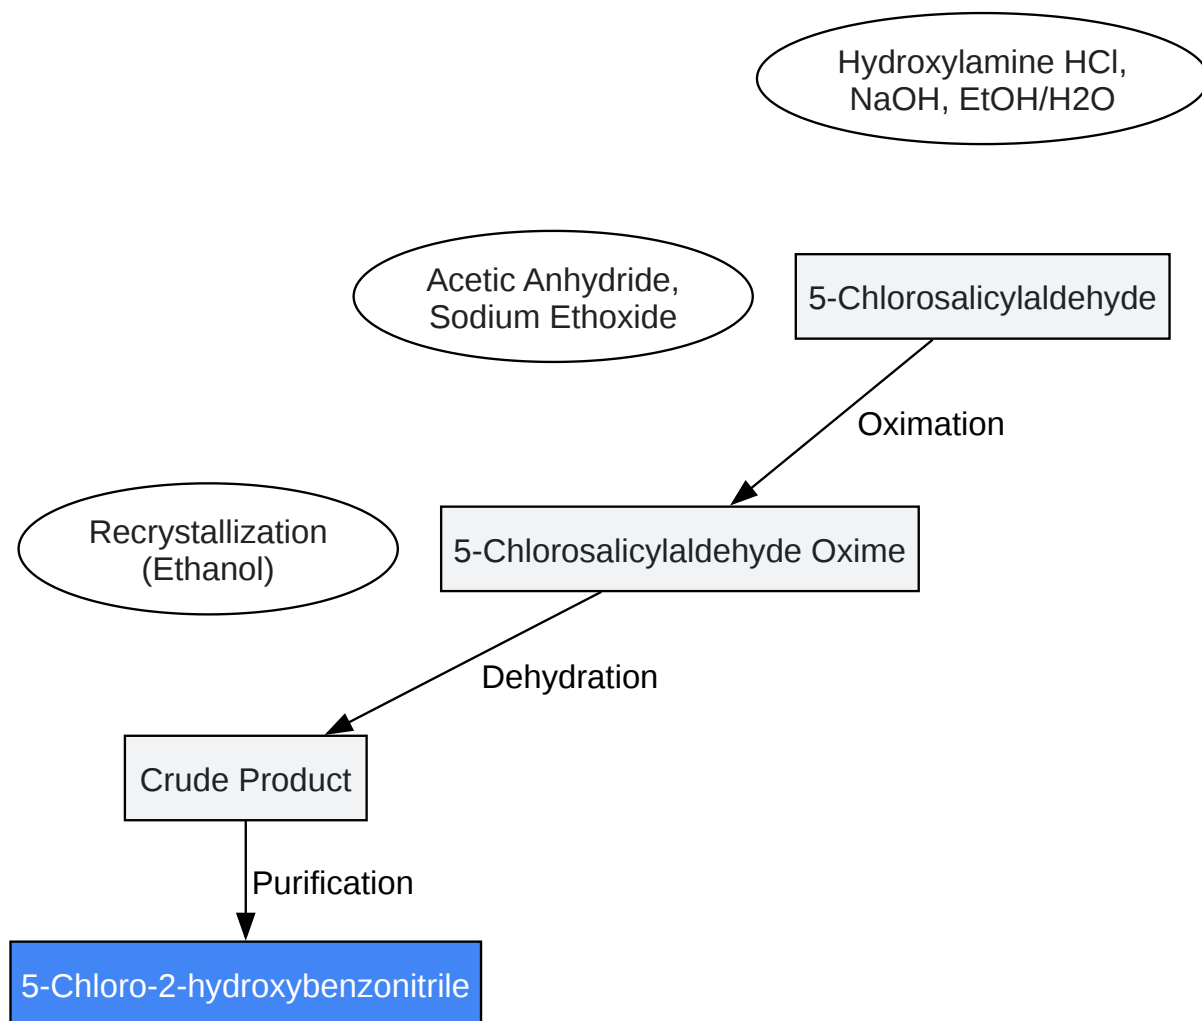 Hydroxylamine HCl,
NaOH, EtOH/H2O
Acetic Anhydride,
Sodium Ethoxide
5-Chlorosalicylaldehyde
Oximation
Recrystallization
(Ethanol)
5-Chlorosalicylaldehyde Oxime
Dehydration
Crude Product
Purification
5-Chloro-2-hydroxybenzonitrile